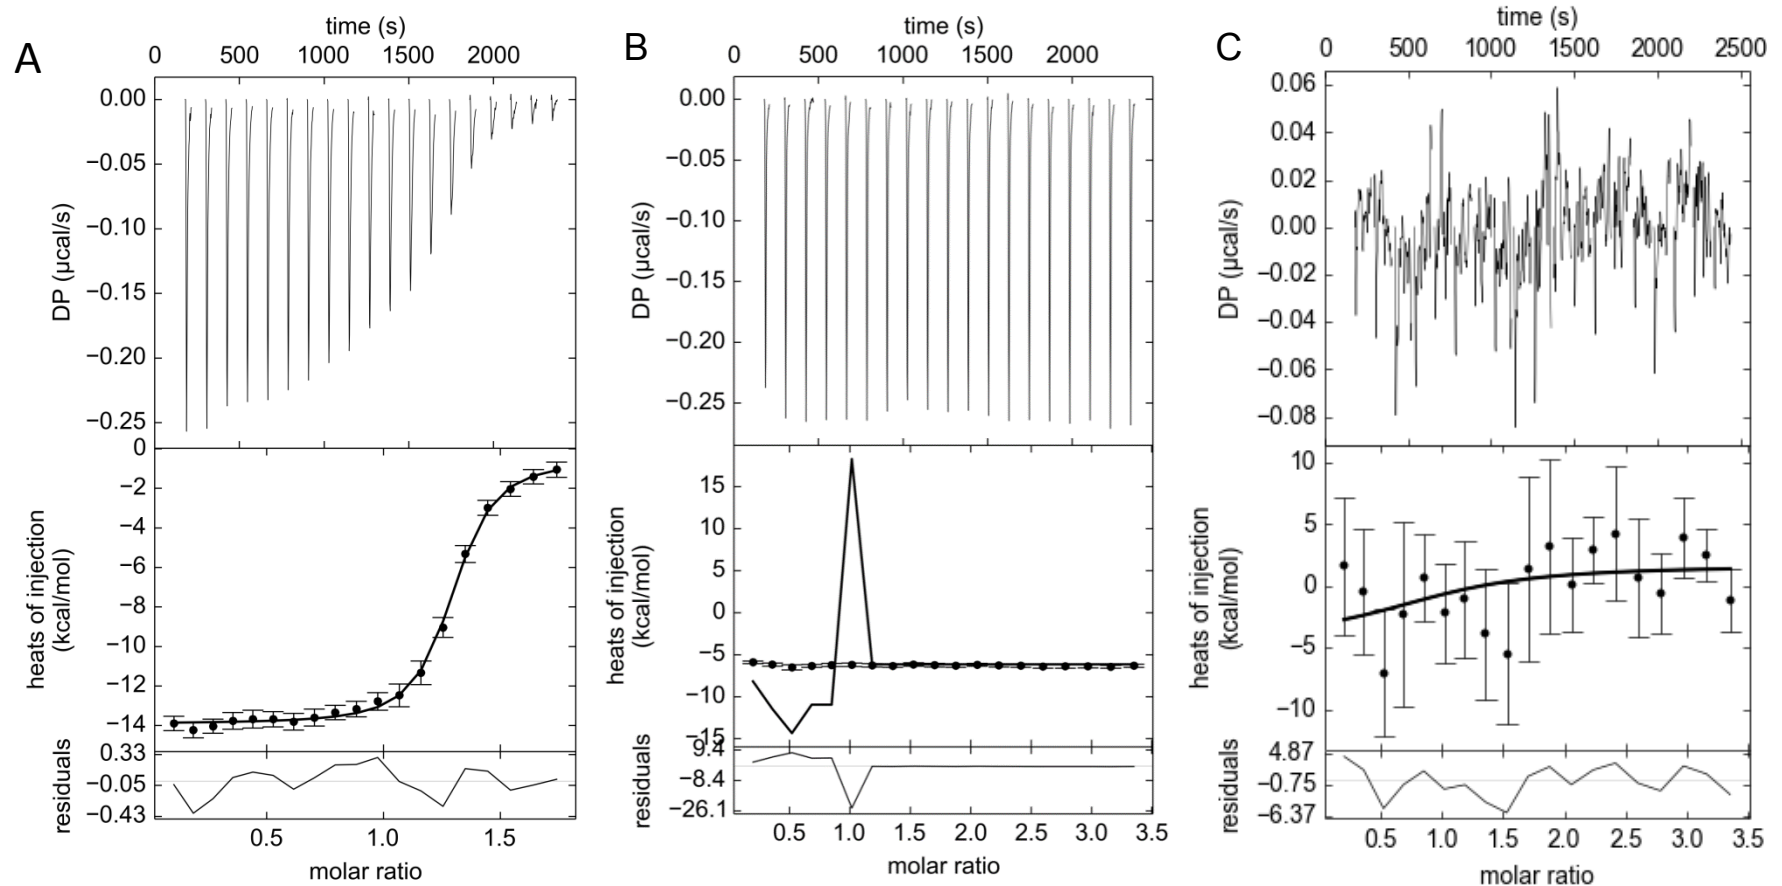 A
time (s)
0 500 1000 1500 2000
0.00
−0.05
−0.10
−0.15
−0.20
−0.25
DP (µcal/s)
0
−2
−4
−6
−8
−10
−12
−14
heats of injection
(kcal/mol)
0.33
−0.05
−0.43
residuals
0.5 1.0 1.5
molar ratio
B
time (s)
0 500 1000 1500 2000
0.00
−0.05
−0.10
−0.15
−0.20
−0.25
DP (µcal/s)
15
10
5
0
−5
−10
−15
heats of injection
(kcal/mol)
9.4
−8.4
−26.1
residuals
0.5 1.0 1.5 2.0 2.5 3.0 3.5
molar ratio
C
time (s)
0 500 1000 1500 2000 2500
0.06
0.04
0.02
0.00
−0.02
−0.04
−0.06
−0.08
DP (µcal/s)
10
5
0
−5
−10
heats of injection
(kcal/mol)
4.87
−0.75
−6.37
residuals
0.5 1.0 1.5 2.0 2.5 3.0 3.5
molar ratio